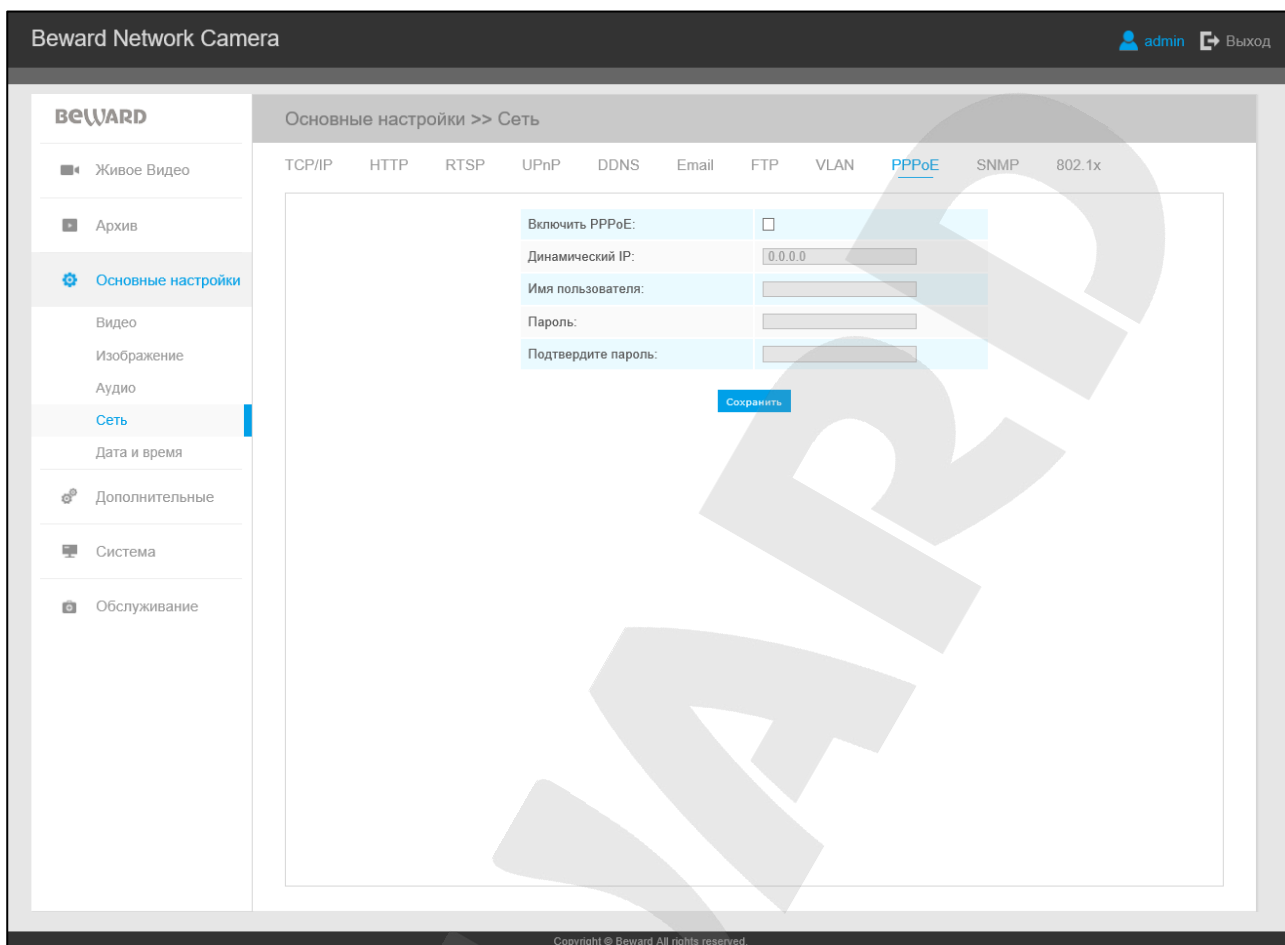 Beward Network Camera
admin
Выход
BEWARD
Основные настройки >> Сеть
Живое Видео
Архив
Основные настройки
Видео
Изображение
Аудио
Сеть
Дата и время
Дополнительные
Система
Обслуживание
TCP/IP HTTP RTSP UPnP DDNS Email FTP VLAN PPPoE SNMP 802.1x
Включить PPPoE:
Динамический IP: 0.0.0.0
Имя пользователя:
Пароль:
Подтвердите пароль:
Сохранить
Copyright © Beward All rights reserved.